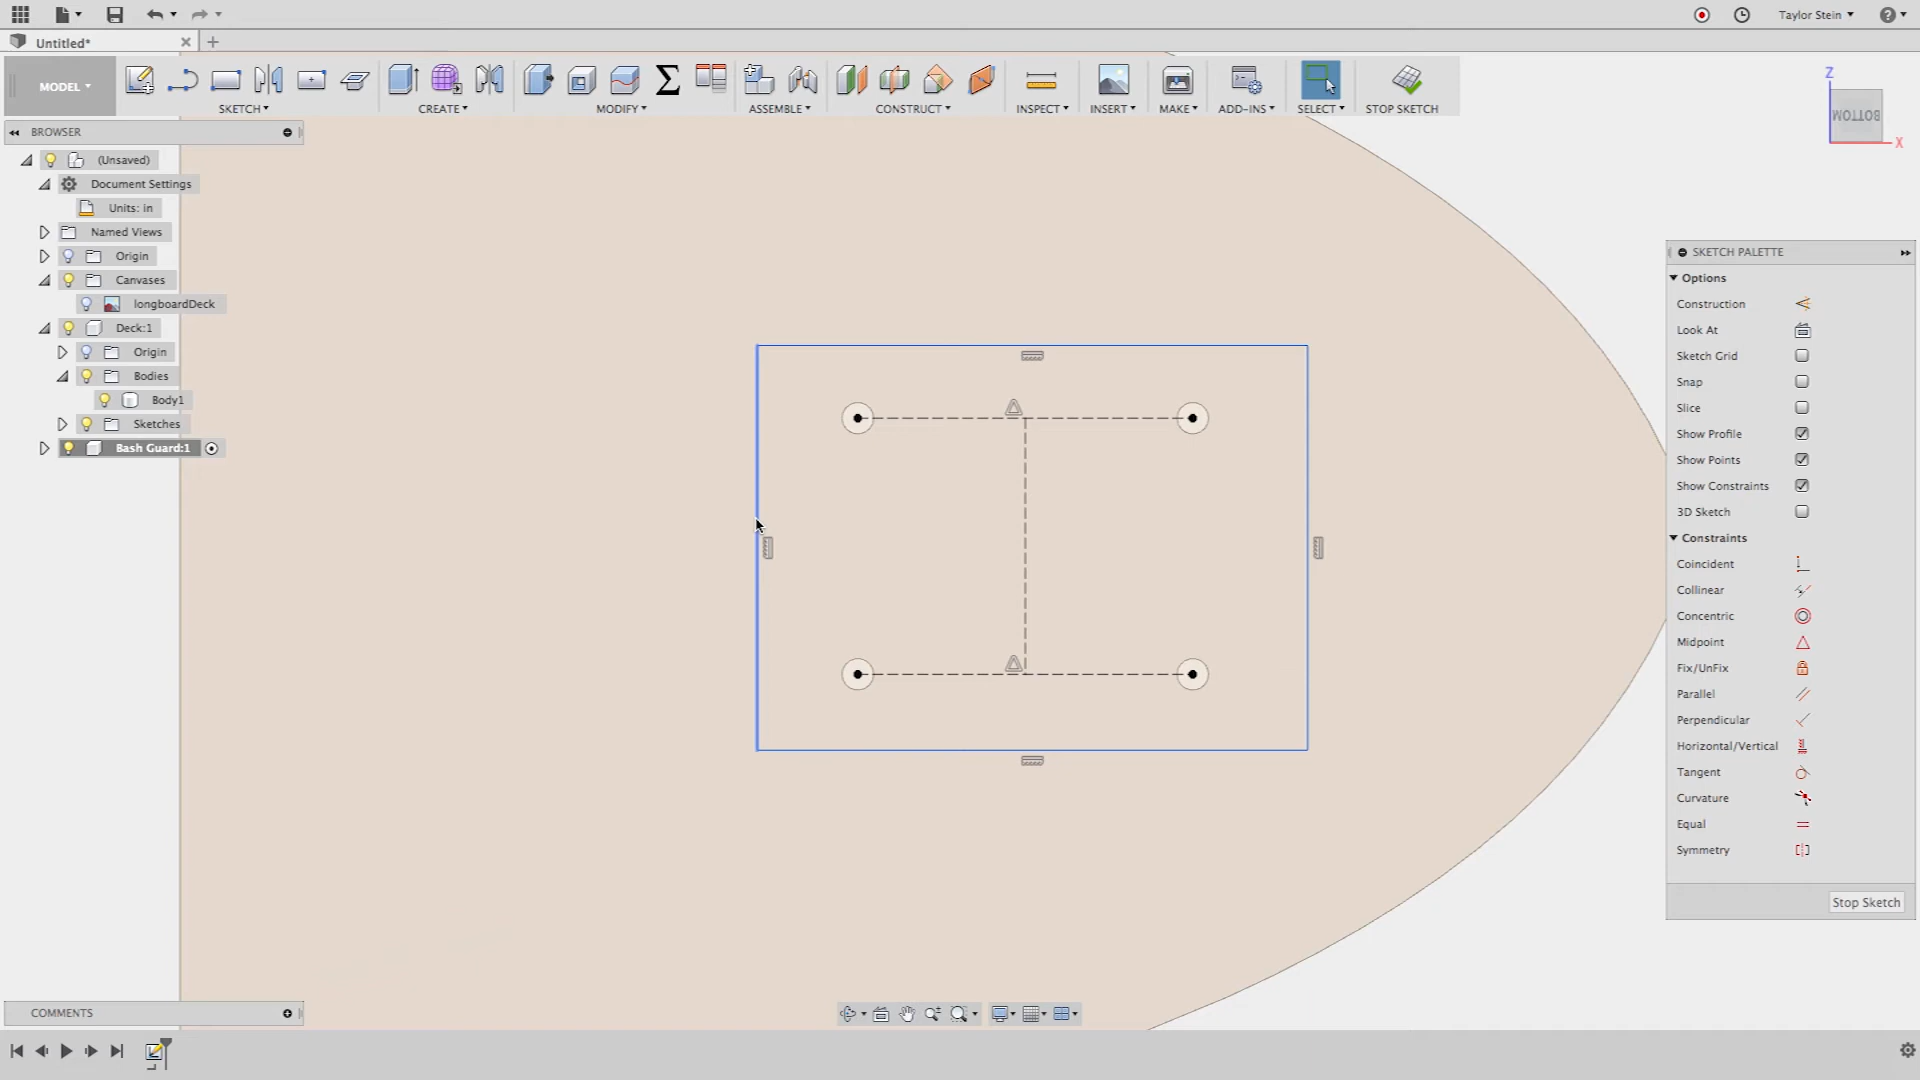 Taylor Stein
Untitled*
MODEL
SKETCH
CREATE
MODIFY
ASSEMBLE
CONSTRUCT
INSPECT
INSERT
MAKE
ADD-INS
SELECT
STOP SKETCH
Z
BOTTOM
X
BROWSER
(Unsaved)
Document Settings
Units: in
Named Views
Origin
Canvases
longboardDeck
Deck:1
Origin
Bodies
Body1
Sketches
Bash Guard:1
SKETCH PALETTE
Options
Construction
Look At
Sketch Grid
Snap
Slice
Show Profile
Show Points
Show Constraints
3D Sketch
Constraints
Coincident
Collinear
Concentric
Midpoint
Fix/UnFix
Parallel
Perpendicular
Horizontal/Vertical
Tangent
Curvature
Equal
Symmetry
Stop Sketch
COMMENTS